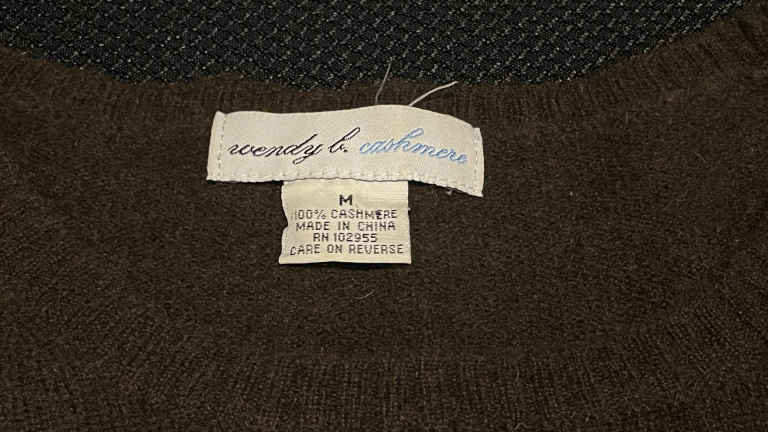 wendy b. cashmere
M
100% CASHMERE
MADE IN CHINA
RN 102955
CARE ON REVERSE